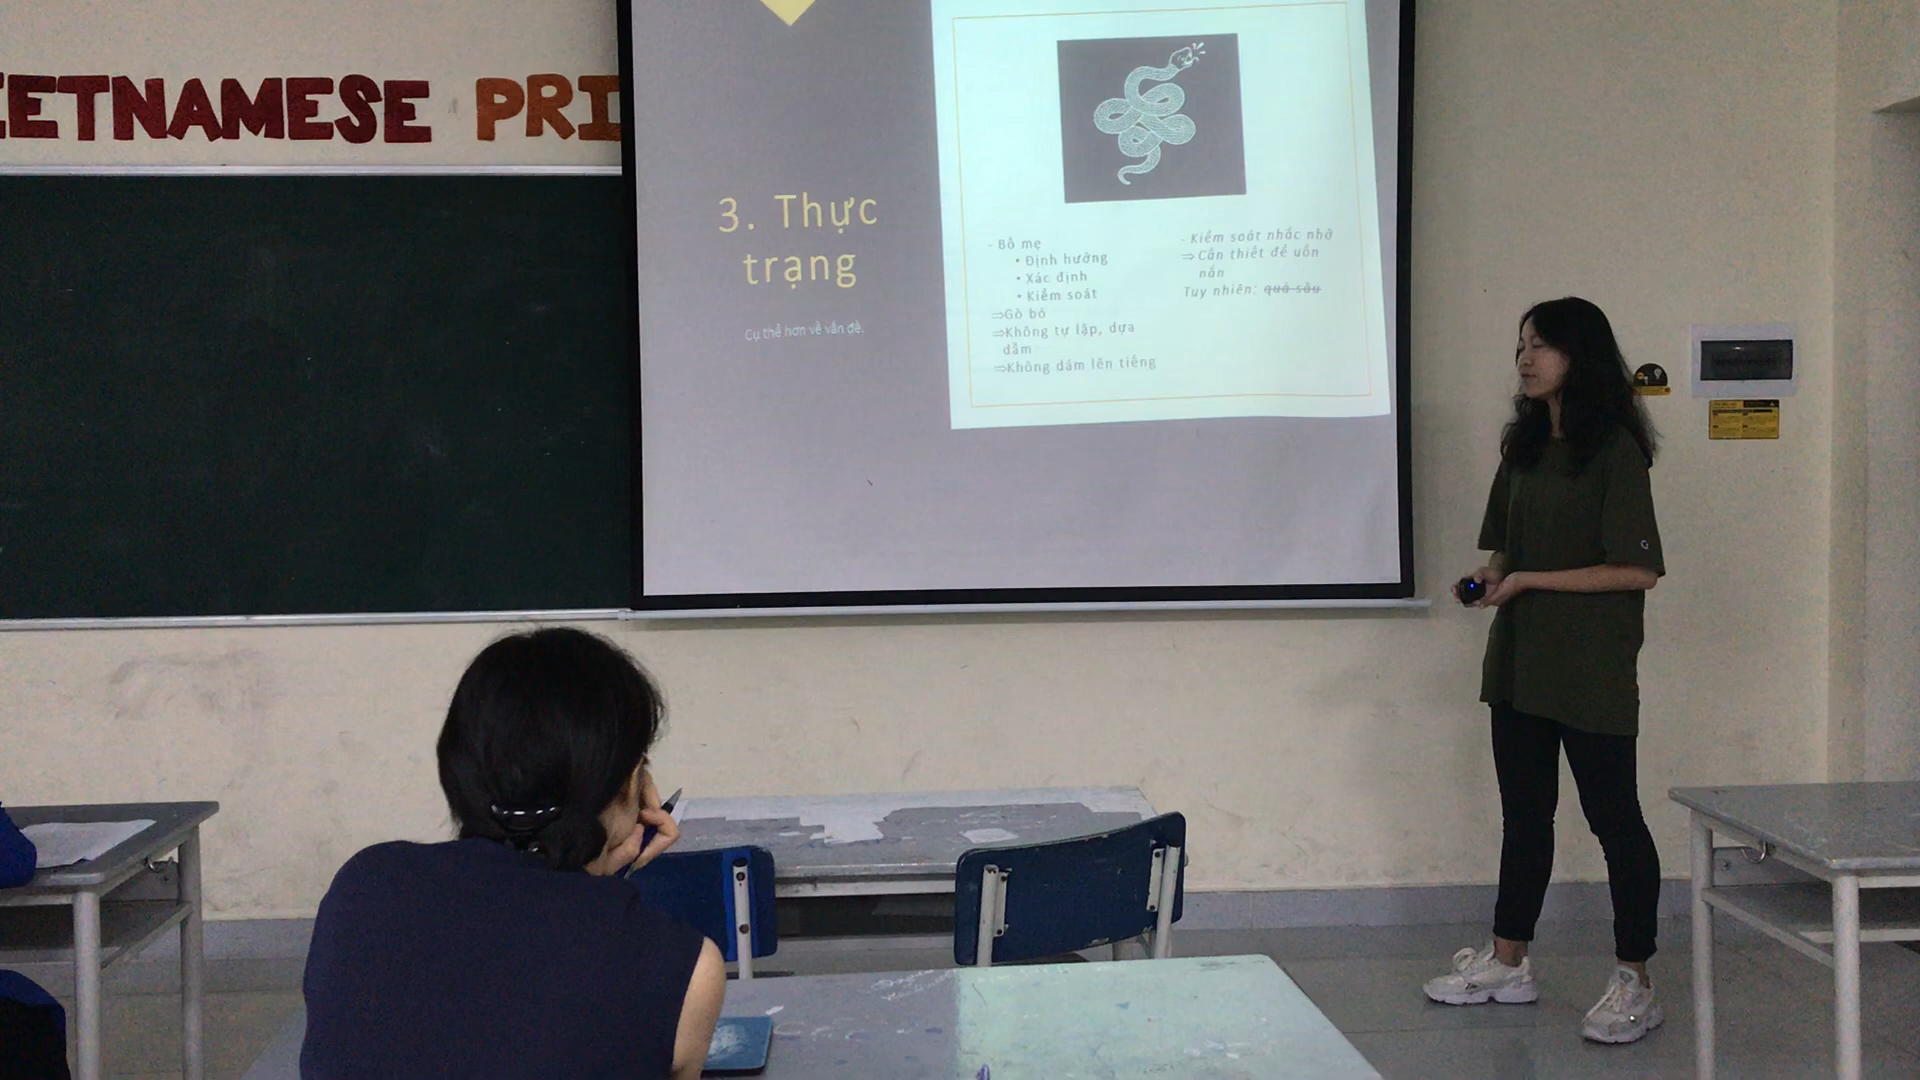 IETNAMESE PRI
3. Thực
trạng
Cụ thể hơn về vấn đề.
- Bố mẹ
• Định hướng
• Xác định
• Kiểm soát
⇒Gò bó
⇒Không tự lập, dựa
dẫm
⇒Không dám lên tiếng
- Kiểm soát nhắc nhở
⇒ Cần thiết để uốn
nắn
Tuy nhiên: quá sâu